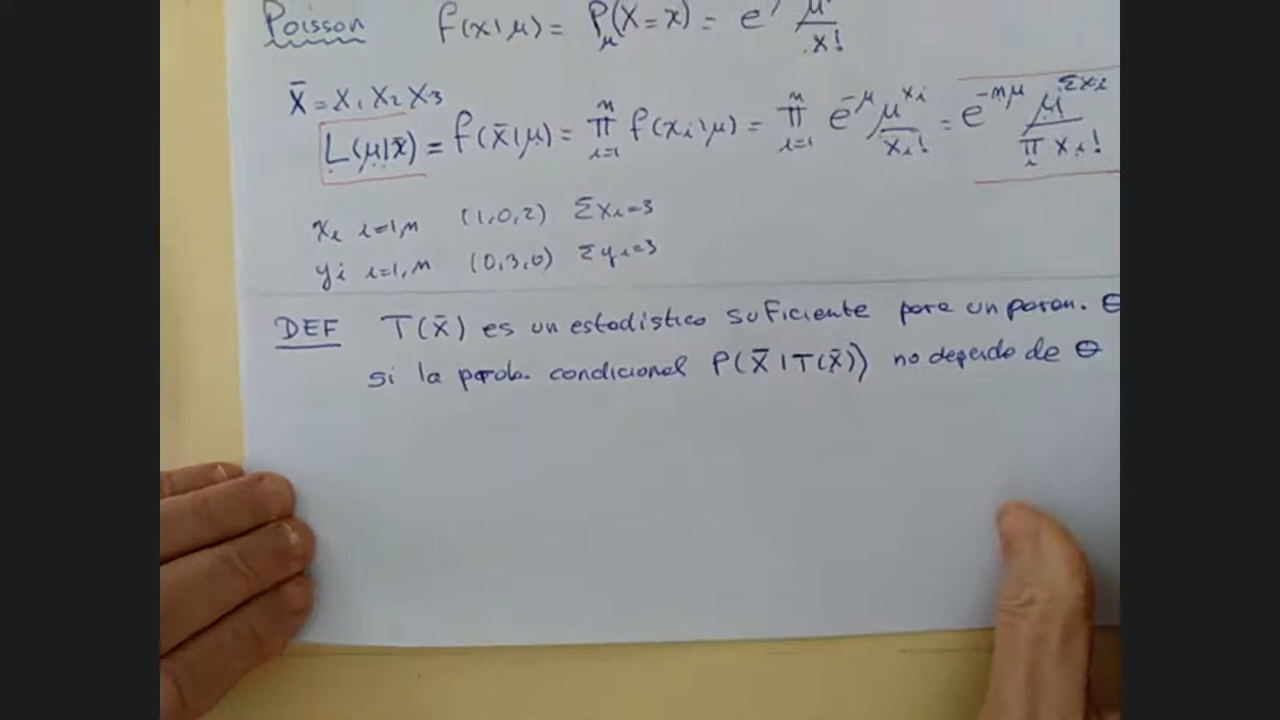 Poisson f(x|μ) = P_μ(X=x) = e^-μ μ^x / x!
X̄ = X₁ X₂ X₃
L(μ|x̄) = f(x̄|μ) = ∏_{i=1}^{n} f(xᵢ|μ) = ∏_{i=1}^{n} e^{-μ} μ^{xᵢ} / xᵢ! = e^{-nμ} μ^{Σxᵢ} / ∏ᵢ xᵢ!
xᵢ i=1,n (1,0,2) Σxᵢ=3
yᵢ i=1,n (0,3,0) Σyᵢ=3
DEF T(x̄) es un estadístico suficiente para un param. θ
si la prob. condicional P(X̄|T(x̄)) no depende de θ